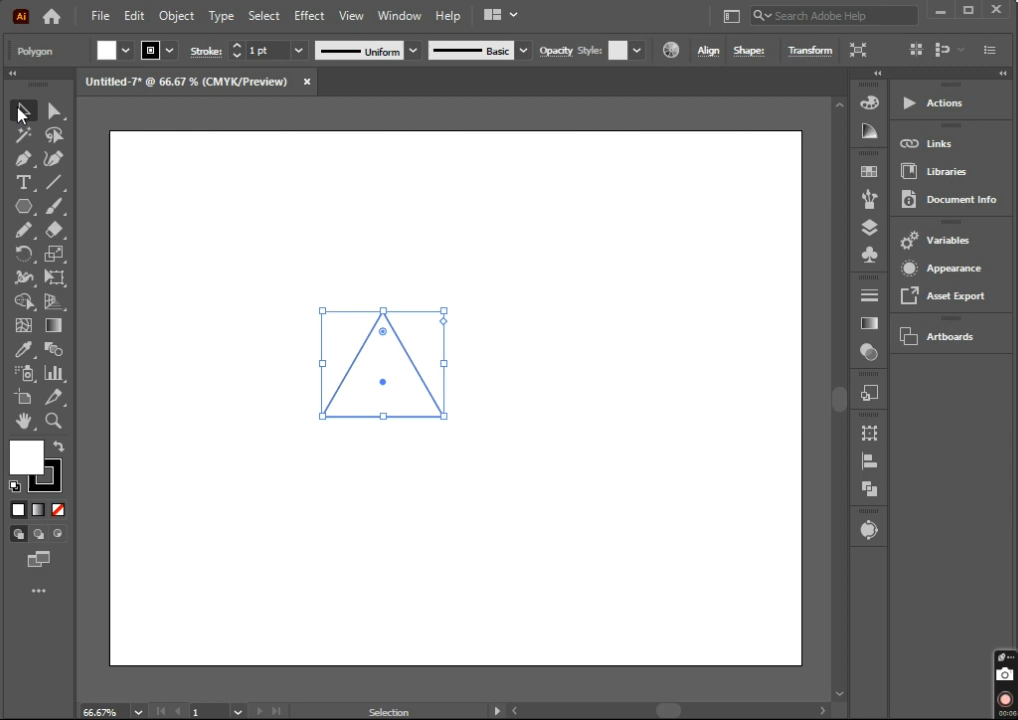 Ai File Edit Object Type Select Effect View Window Help Search Adobe Help
Polygon Stroke: 1 pt Uniform Basic Opacity Style: Align Shape: Transform
Untitled-7* @ 66.67 % (CMYK/Preview) ×
Actions
Links
Libraries
Document Info
Variables
Appearance
Asset Export
Artboards
66.67% 1 Selection
00:06